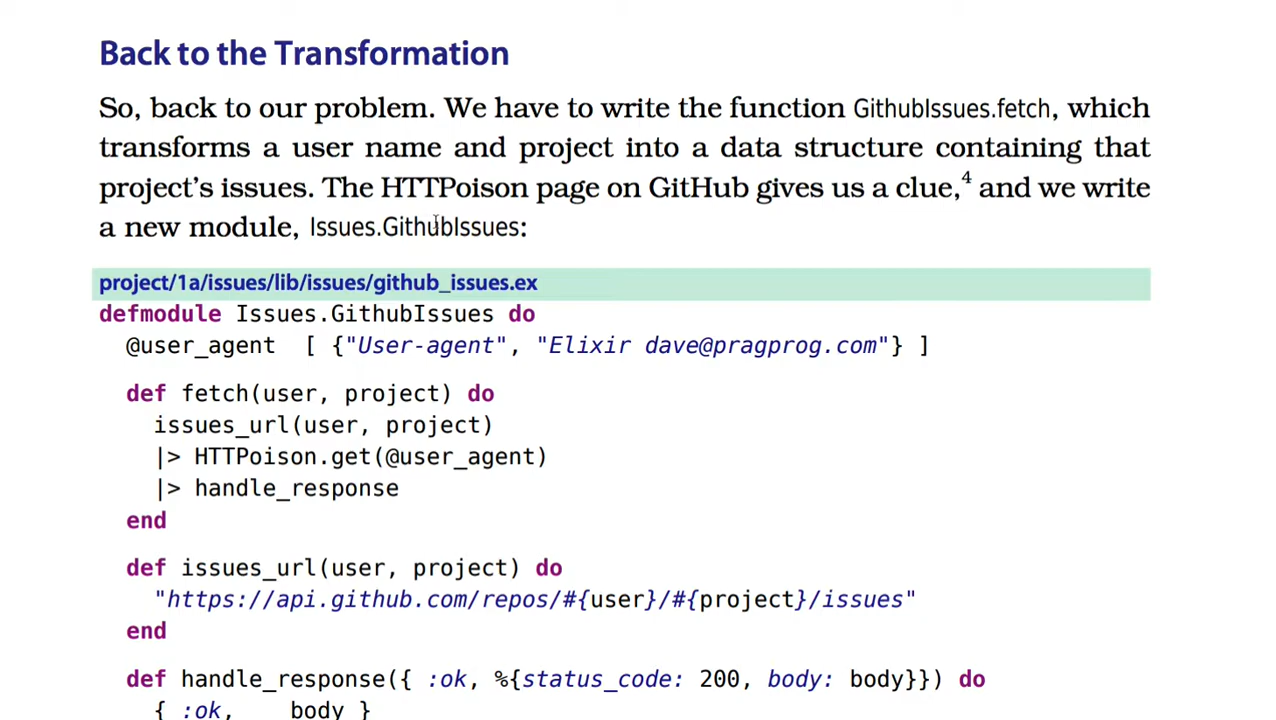 Back to the Transformation
So, back to our problem. We have to write the function GithubIssues.fetch, which
transforms a user name and project into a data structure containing that
project's issues. The HTTPoison page on GitHub gives us a clue,4 and we write
a new module, Issues.GithubIssues:
project/1a/issues/lib/issues/github_issues.ex
defmodule Issues.GithubIssues do
  @user_agent  [ {"User-agent", "Elixir dave@pragprog.com"} ]
  def fetch(user, project) do
    issues_url(user, project)
    |> HTTPoison.get(@user_agent)
    |> handle_response
  end
  def issues_url(user, project) do
    "https://api.github.com/repos/#{user}/#{project}/issues"
  end
  def handle_response({ :ok, %{status_code: 200, body: body}}) do
    { :ok,    body }